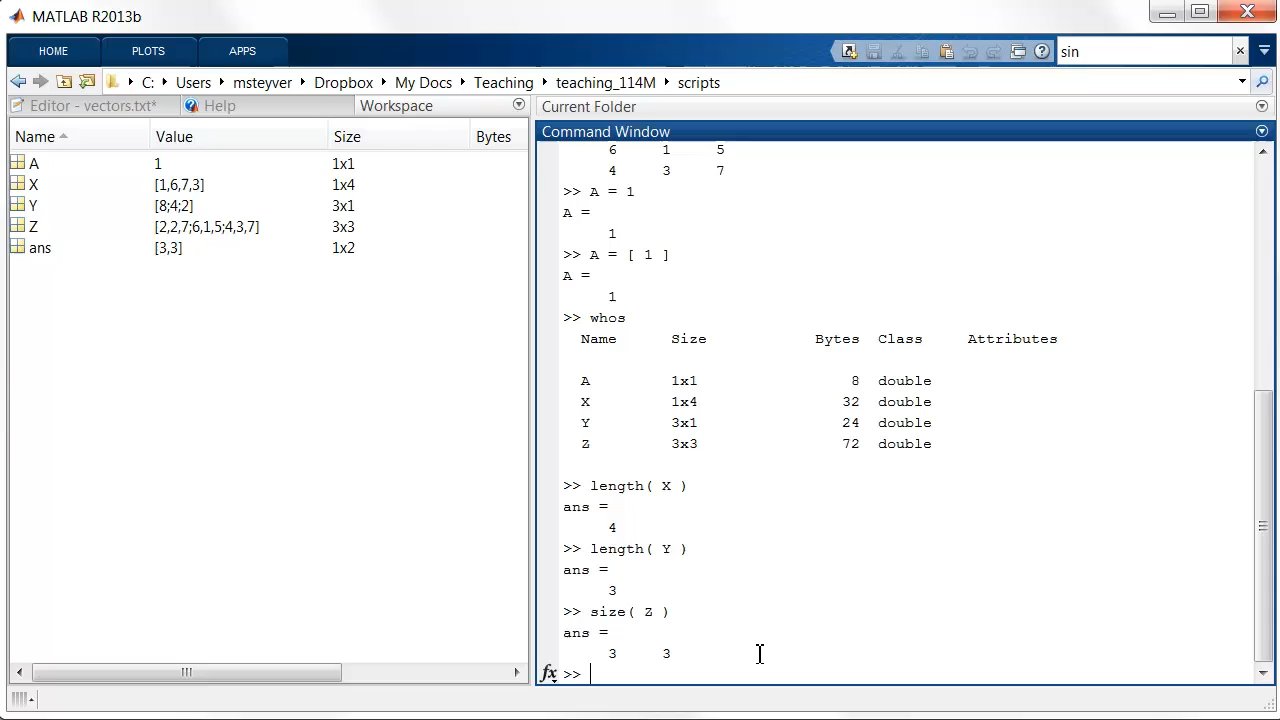 MATLAB R2013b
HOME PLOTS APPS sin
C: Users msteyver Dropbox My Docs Teaching teaching_114M scripts
Editor - vectors.txt* Help Workspace Current Folder
Command Window
Name Value Size Bytes
A 1 1x1
X [1,6,7,3] 1x4
Y [8;4;2] 3x1
Z [2,2,7;6,1,5;4,3,7] 3x3
ans [3,3] 1x2
6 1 5
4 3 7
>> A = 1
A =
1
>> A = [ 1 ]
A =
1
>> whos
Name Size Bytes Class Attributes
A 1x1 8 double
X 1x4 32 double
Y 3x1 24 double
Z 3x3 72 double
>> length( X )
ans =
4
>> length( Y )
ans =
3
>> size( Z )
ans =
3 3
fx >>